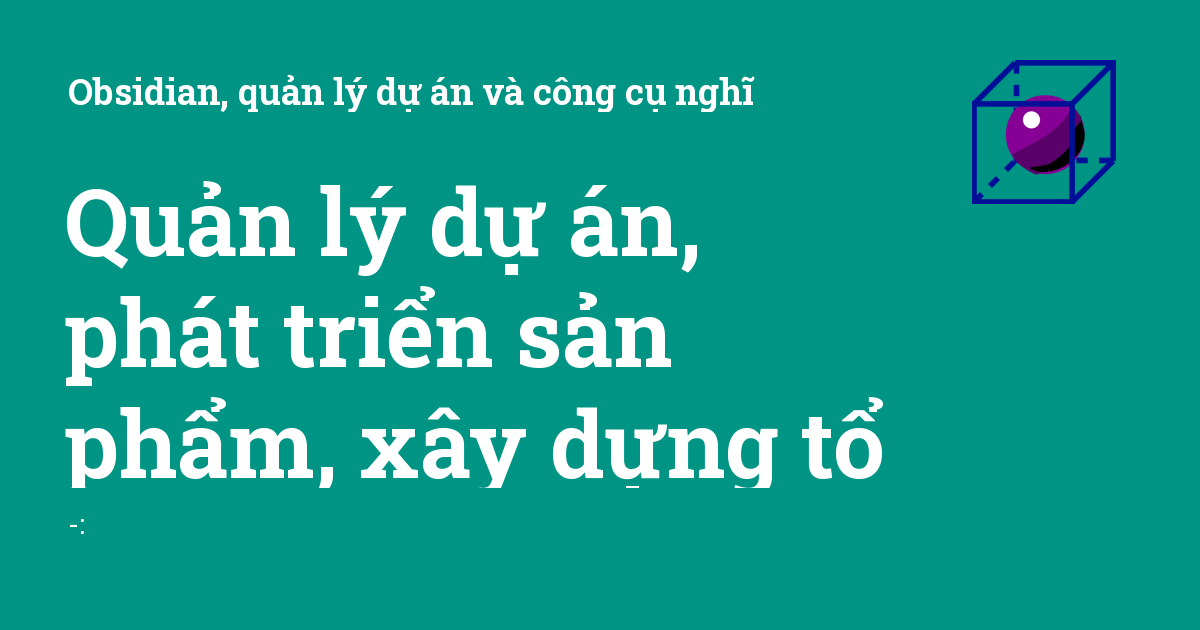 Obsidian, quản lý dự án và công cụ nghĩ
Quản lý dự án,
phát triển sản
phẩm, xây dựng tổ
-: